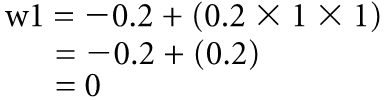 w1 = −0.2 + (0.2 × 1 × 1)
= −0.2 + (0.2)
= 0